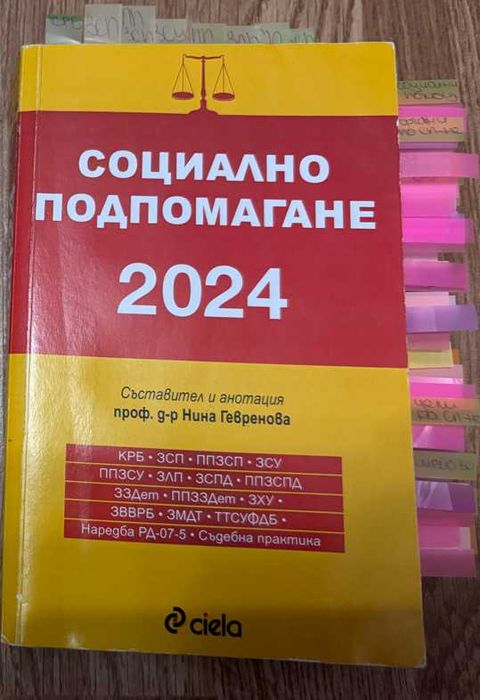 СОЦИАЛНО
ПОДПОМАГАНЕ
2024
Съставител и анотация
проф. д-р Нина Гевренова
КРБ • ЗСП • ППЗСП • ЗСУ
ППЗСУ • ЗЛП • ЗСПД • ППЗСПД
ЗЗДет • ППЗЗДет • ЗХУ •
ЗВВРБ • ЗМДТ • ТТСУФДБ •
Наредба РД-07-5 • Съдебна практика
ciela